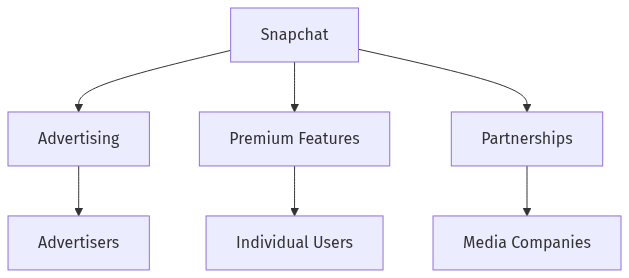 Snapchat
Advertising
Premium Features
Partnerships
Advertisers
Individual Users
Media Companies